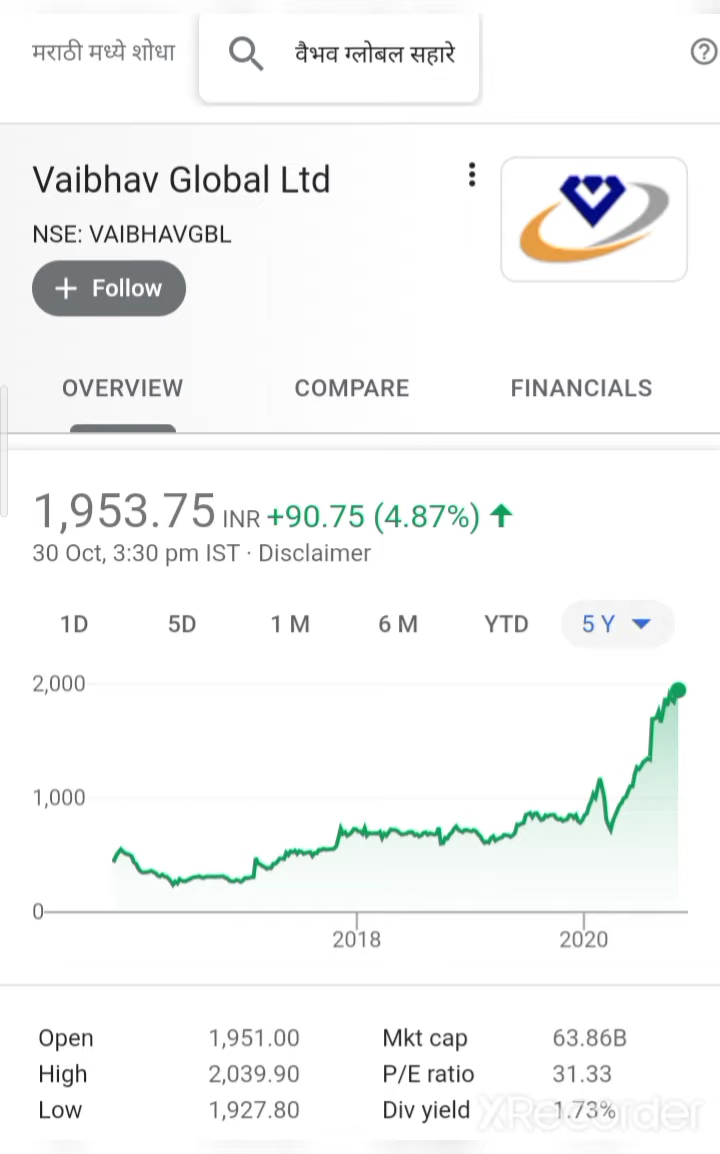 मराठी मध्ये शोधा वैभव ग्लोबल सहारे
Vaibhav Global Ltd
NSE: VAIBHAVGBL
+ Follow
OVERVIEW COMPARE FINANCIALS
1,953.75 INR +90.75 (4.87%) ↑
30 Oct, 3:30 pm IST · Disclaimer
1D 5D 1 M 6 M YTD 5 Y
2,000
1,000
0
2018 2020
Open 1,951.00 Mkt cap 63.86B
High 2,039.90 P/E ratio 31.33
Low 1,927.80 Div yield 1.73%
XRecorder